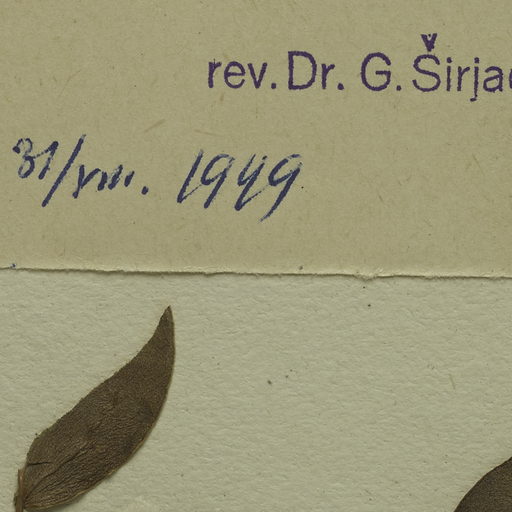 rev. Dr. G. Širja
31/VIII. 1949